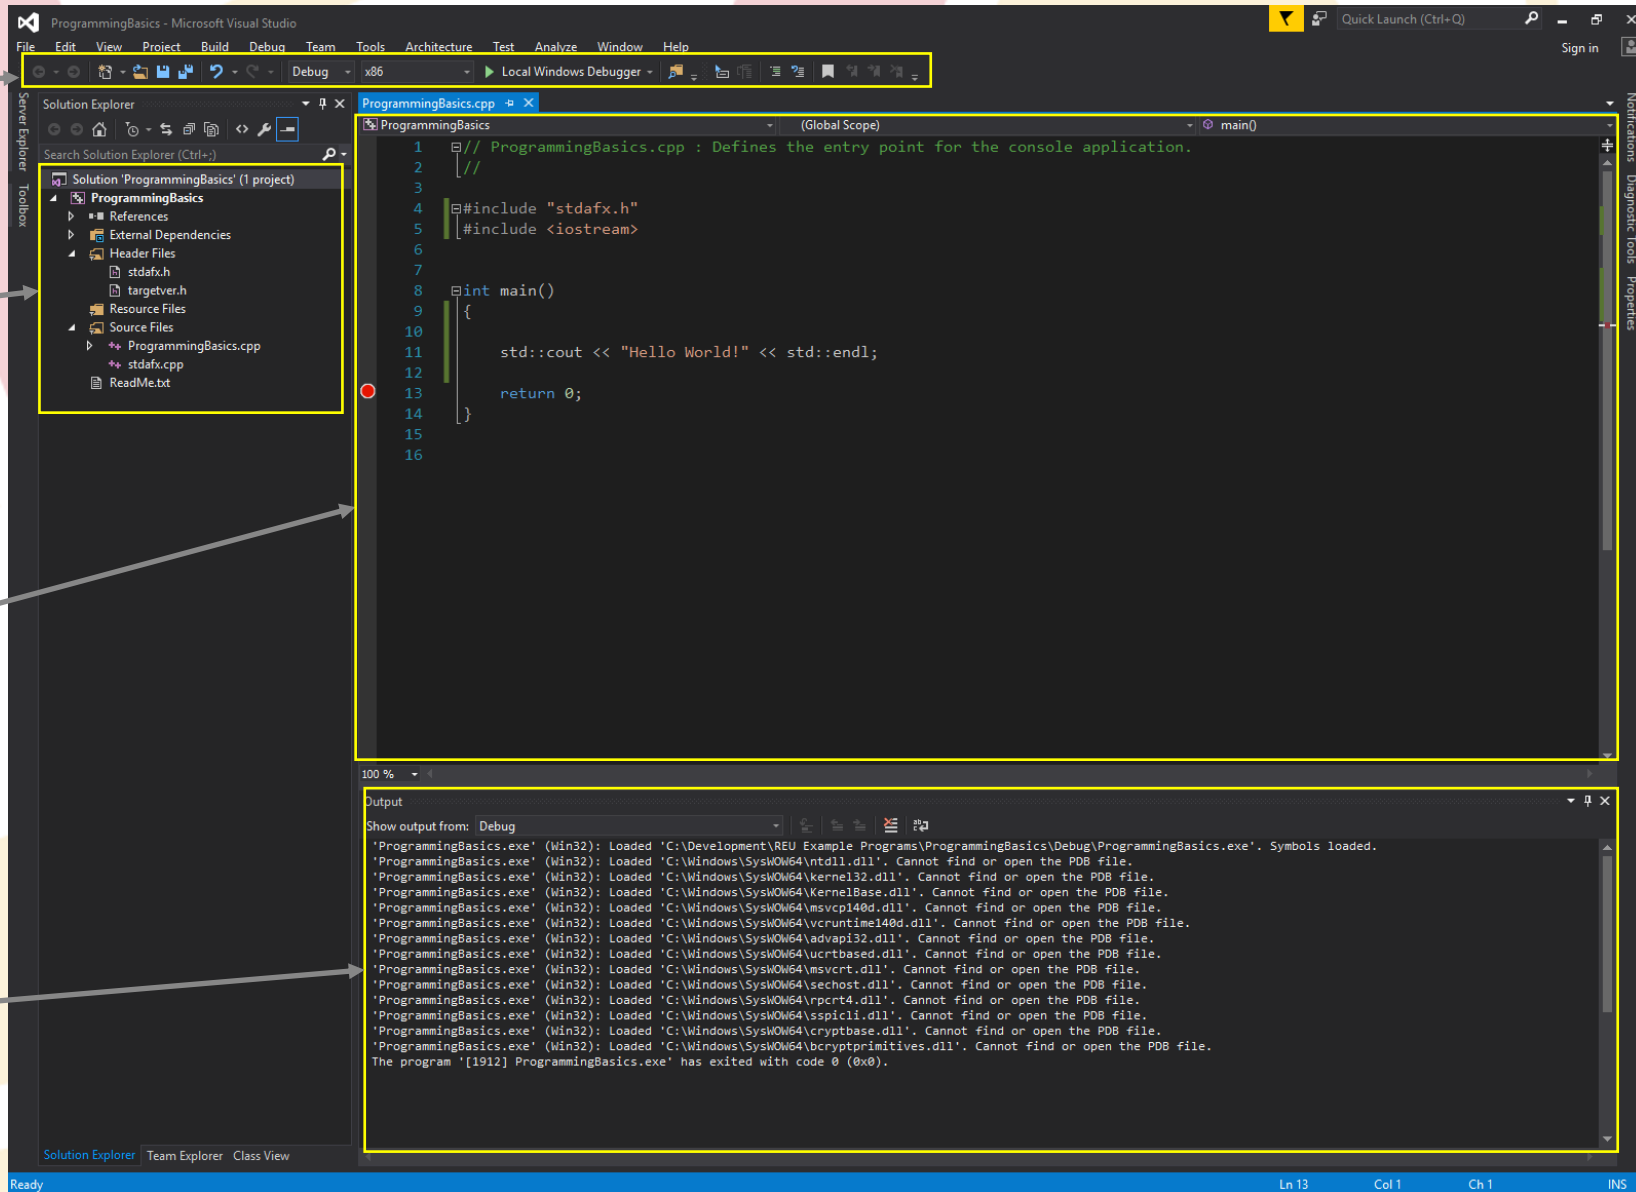 ProgrammingBasics - Microsoft Visual Studio
Quick Launch (Ctrl+Q)
File Edit View Project Build Debug Team Tools Architecture Test Analyze Window Help
Sign in
Debug x86 Local Windows Debugger
Server Explorer
Toolbox
Solution Explorer
Search Solution Explorer (Ctrl+;)
Solution 'ProgrammingBasics' (1 project)
ProgrammingBasics
References
External Dependencies
Header Files
stdafx.h
targetver.h
Resource Files
Source Files
ProgrammingBasics.cpp
stdafx.cpp
ReadMe.txt
Solution Explorer Team Explorer Class View
ProgrammingBasics.cpp
ProgrammingBasics (Global Scope) main()
1 // ProgrammingBasics.cpp : Defines the entry point for the console application.
2 //
3
4 #include "stdafx.h"
5 #include <iostream>
6
7
8 int main()
9 {
10
11 std::cout << "Hello World!" << std::endl;
12
13 return 0;
14 }
15
16
100 %
Output
Show output from: Debug
'ProgrammingBasics.exe' (Win32): Loaded 'C:\Development\REU Example Programs\ProgrammingBasics\Debug\ProgrammingBasics.exe'. Symbols loaded.
'ProgrammingBasics.exe' (Win32): Loaded 'C:\Windows\SysWOW64\ntdll.dll'. Cannot find or open the PDB file.
'ProgrammingBasics.exe' (Win32): Loaded 'C:\Windows\SysWOW64\kernel32.dll'. Cannot find or open the PDB file.
'ProgrammingBasics.exe' (Win32): Loaded 'C:\Windows\SysWOW64\KernelBase.dll'. Cannot find or open the PDB file.
'ProgrammingBasics.exe' (Win32): Loaded 'C:\Windows\SysWOW64\msvcp140d.dll'. Cannot find or open the PDB file.
'ProgrammingBasics.exe' (Win32): Loaded 'C:\Windows\SysWOW64\vcruntime140d.dll'. Cannot find or open the PDB file.
'ProgrammingBasics.exe' (Win32): Loaded 'C:\Windows\SysWOW64\advapi32.dll'. Cannot find or open the PDB file.
'ProgrammingBasics.exe' (Win32): Loaded 'C:\Windows\SysWOW64\ucrtbased.dll'. Cannot find or open the PDB file.
'ProgrammingBasics.exe' (Win32): Loaded 'C:\Windows\SysWOW64\msvcrt.dll'. Cannot find or open the PDB file.
'ProgrammingBasics.exe' (Win32): Loaded 'C:\Windows\SysWOW64\sechost.dll'. Cannot find or open the PDB file.
'ProgrammingBasics.exe' (Win32): Loaded 'C:\Windows\SysWOW64\rpcrt4.dll'. Cannot find or open the PDB file.
'ProgrammingBasics.exe' (Win32): Loaded 'C:\Windows\SysWOW64\sspicli.dll'. Cannot find or open the PDB file.
'ProgrammingBasics.exe' (Win32): Loaded 'C:\Windows\SysWOW64\cryptbase.dll'. Cannot find or open the PDB file.
'ProgrammingBasics.exe' (Win32): Loaded 'C:\Windows\SysWOW64\bcryptprimitives.dll'. Cannot find or open the PDB file.
The program '[1912] ProgrammingBasics.exe' has exited with code 0 (0x0).
Notifications
Diagnostic Tools
Properties
Ready Ln 13 Col 1 Ch 1 INS